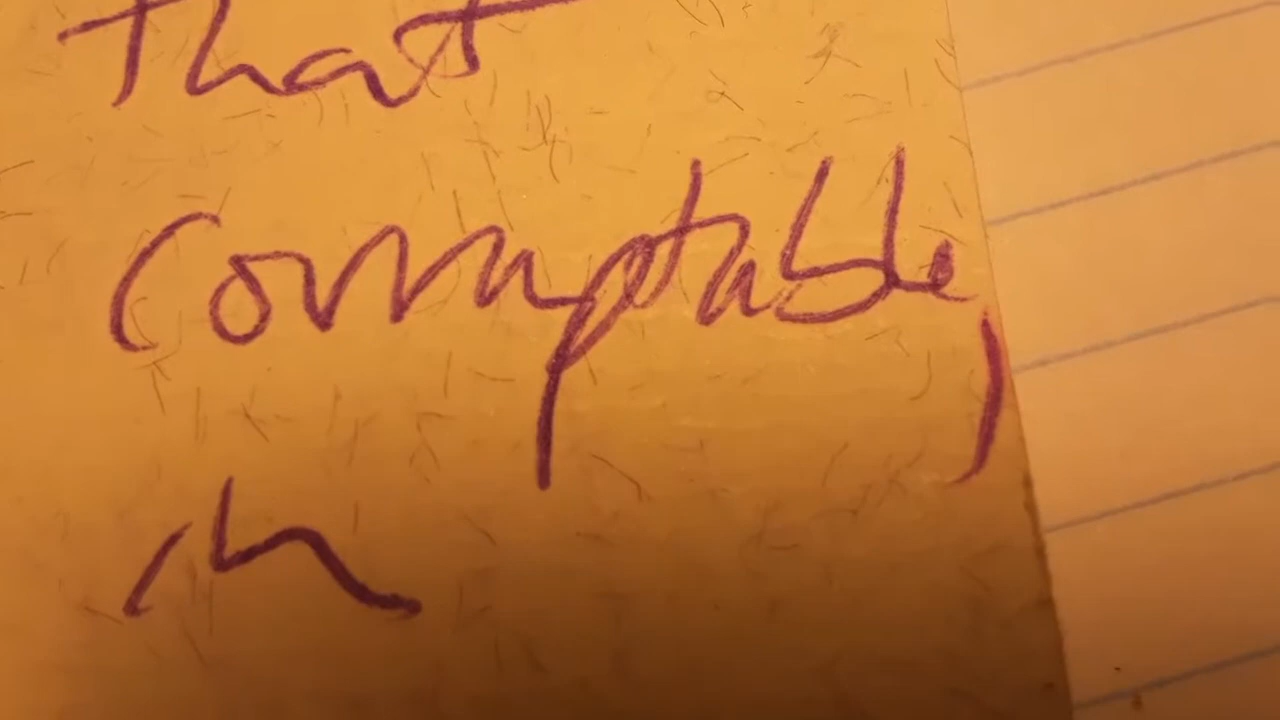 that
corruptable,
in